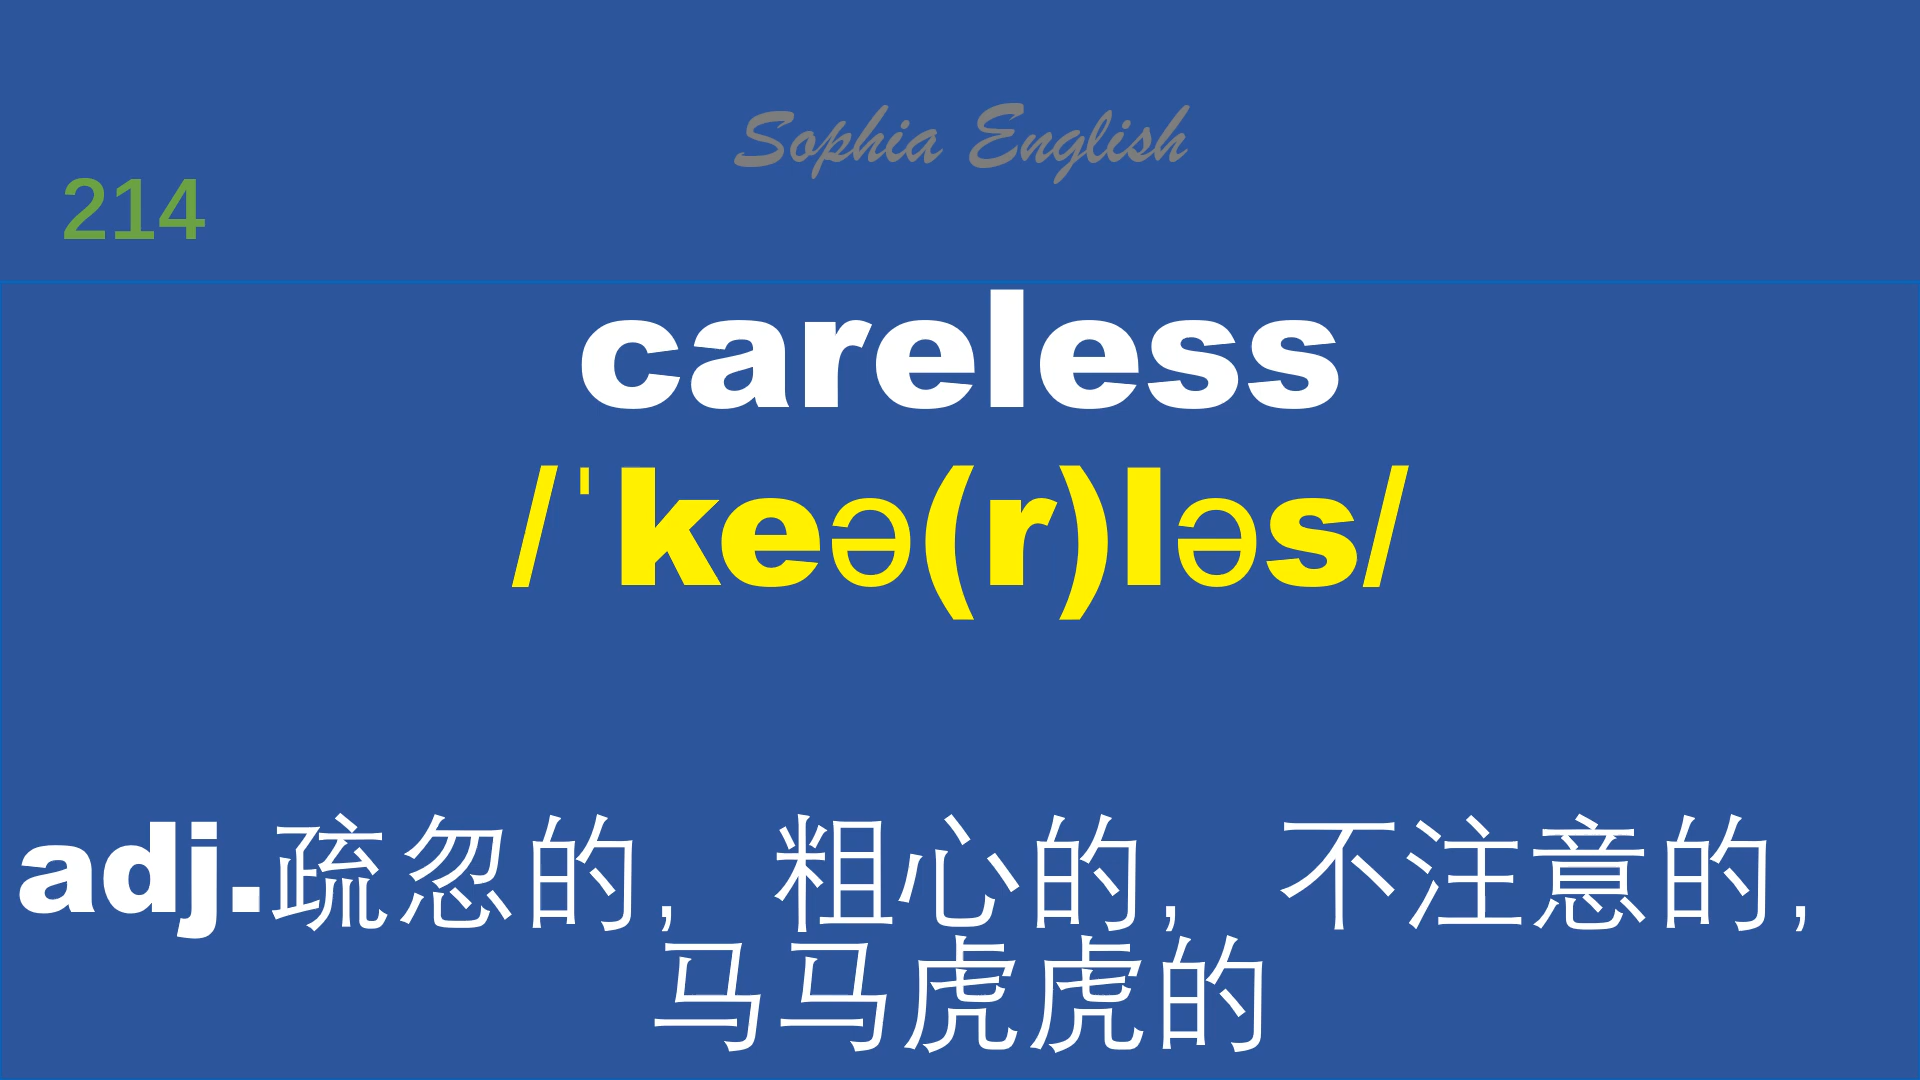 Sophia English
214
careless
/ˈkeə(r)ləs/
adj.疏忽的, 粗心的, 不注意的,
马马虎虎的